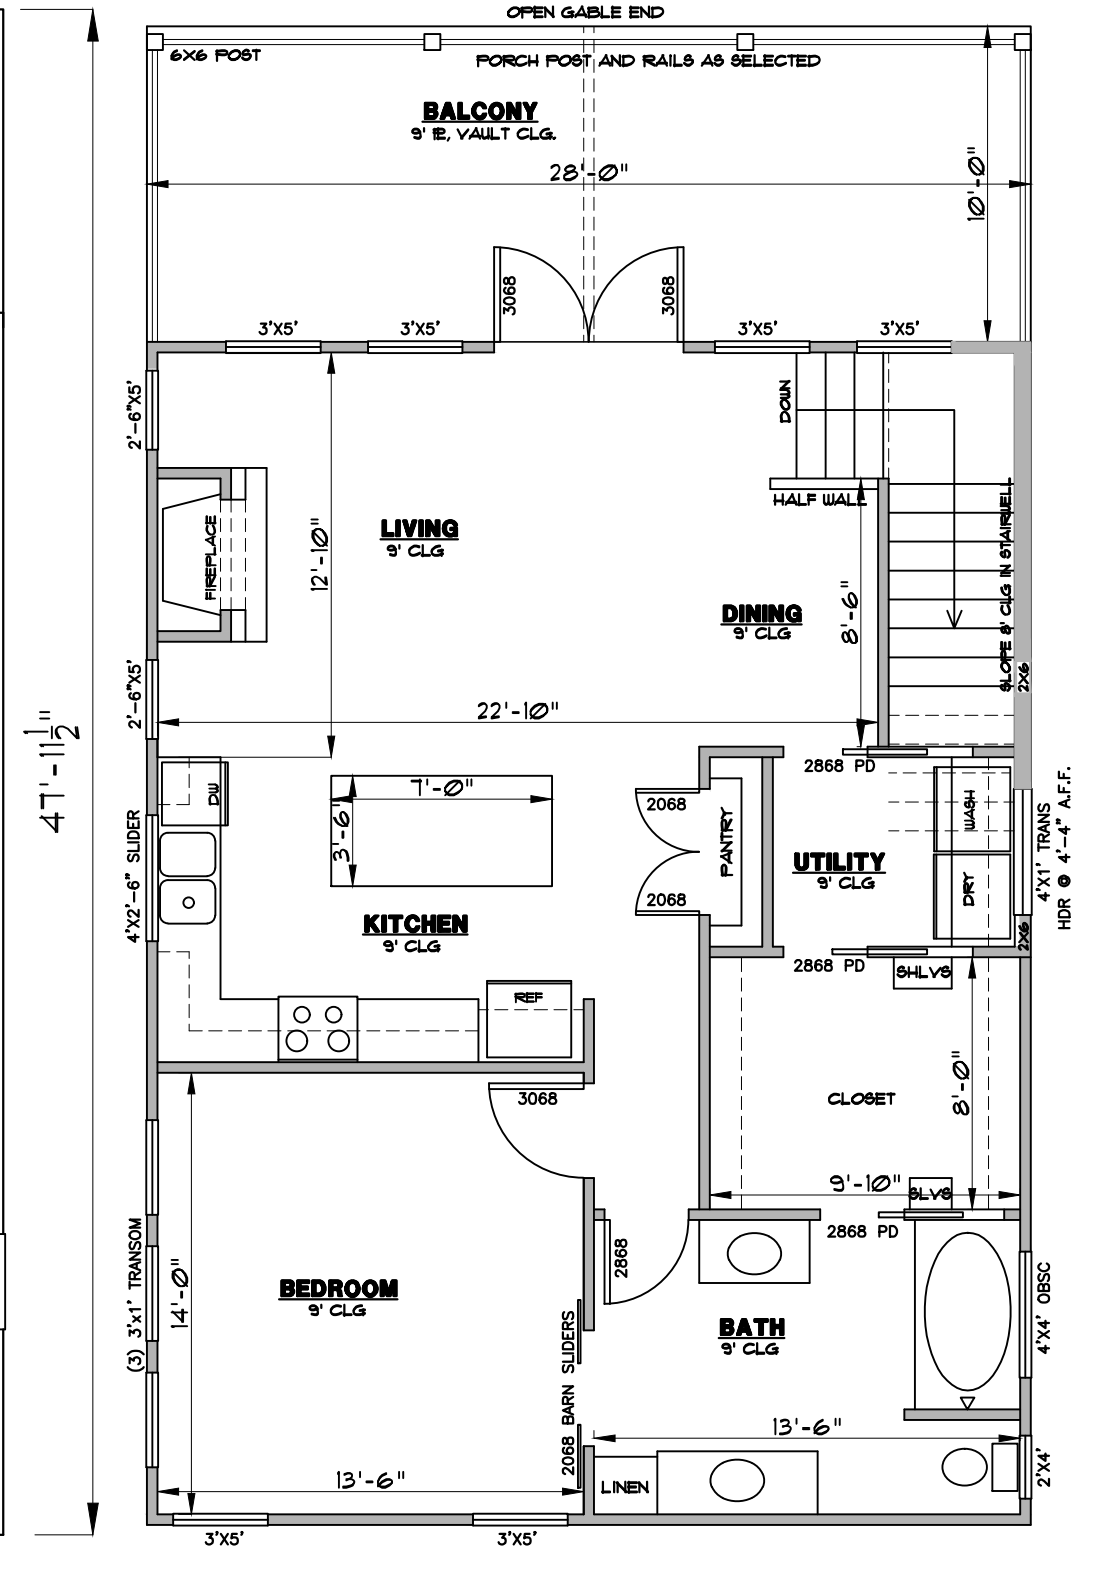 OPEN GABLE END
6X6 POST
PORCH POST AND RAILS AS SELECTED
BALCONY
9' PL, VAULT CLG.
28'-0"
10'-0"
3068
3068
3'X5'
3'X5'
3'X5'
3'X5'
2'-6"X5'
DOWN
HALF WALL
FIREPLACE
LIVING
9' CLG
12'-10"
DINING
9' CLG
8'-6"
SLOPE 8' CLG IN STAIRWELL
2X6
2'-6"X5'
22'-10"
47'-11 1/2"
2868 PD
DW
7'-0"
3'-6"
2068
PANTRY
2068
UTILITY
9' CLG
WASH
DRY
4'X1' TRANS
HDR @ 4'-4" A.F.F.
2X6
4'X2'-6" SLIDER
KITCHEN
9' CLG
2868 PD
SHLVS
REF
3068
CLOSET
8'-0"
9'-10"
SLVS
2868 PD
2868
(3) 3'x1' TRANSOM
14'-0"
BEDROOM
9' CLG
2068 BARN SLIDERS
BATH
9' CLG
4'X4' OBSC
13'-6"
13'-6"
LINEN
2'X4'
3'X5'
3'X5'